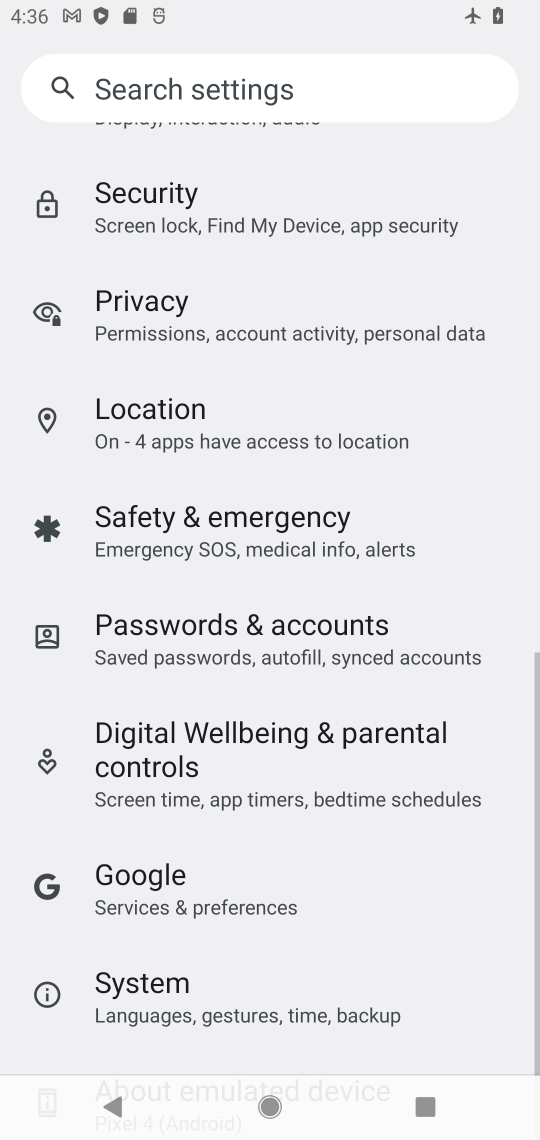 4:36
Search settings
Display, interaction, audio
Security
Screen lock, Find My Device, app security
Privacy
Permissions, account activity, personal data
Location
On - 4 apps have access to location
Safety & emergency
Emergency SOS, medical info, alerts
Passwords & accounts
Saved passwords, autofill, synced accounts
Digital Wellbeing & parental
controls
Screen time, app timers, bedtime schedules
Google
Services & preferences
System
Languages, gestures, time, backup
About emulated device
Pixel 4 (Android)